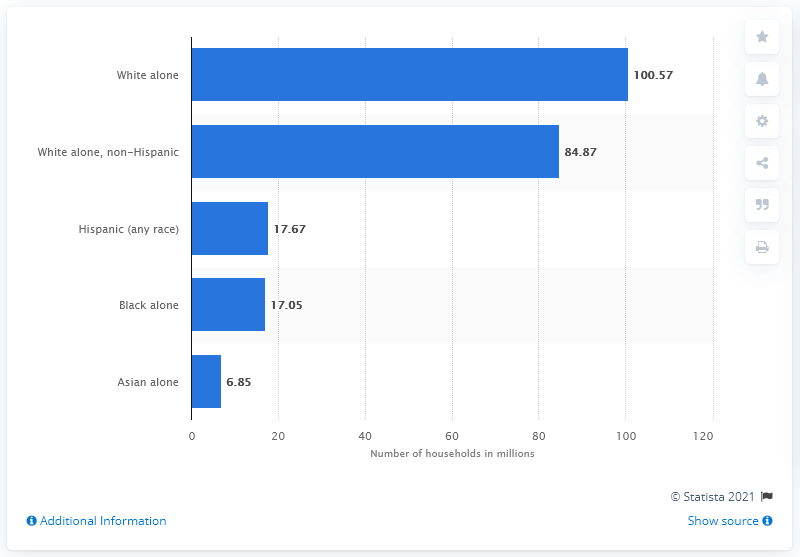 White alone 100.57
White alone, non-Hispanic 84.87
Hispanic (any race) 17.67
Black alone 17.05
Asian alone 6.85
0 20 40 60 80 100 120
Number of households in millions
© Statista 2021
Additional Information Show source